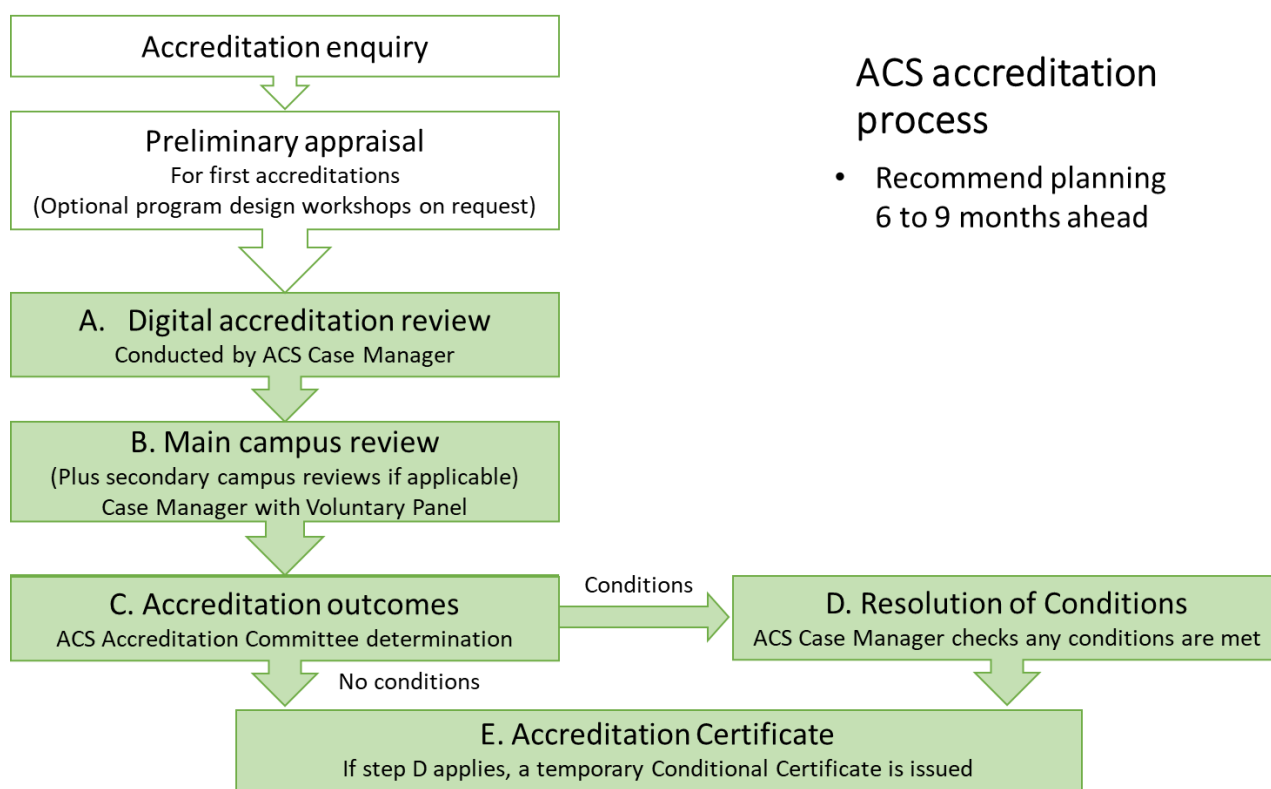 Accreditation enquiry
Preliminary appraisal
For first accreditations
(Optional program design workshops on request)
ACS accreditation
process
• Recommend planning
6 to 9 months ahead
A. Digital accreditation review
Conducted by ACS Case Manager
B. Main campus review
(Plus secondary campus reviews if applicable)
Case Manager with Voluntary Panel
C. Accreditation outcomes
ACS Accreditation Committee determination
Conditions
D. Resolution of Conditions
ACS Case Manager checks any conditions are met
No conditions
E. Accreditation Certificate
If step D applies, a temporary Conditional Certificate is issued